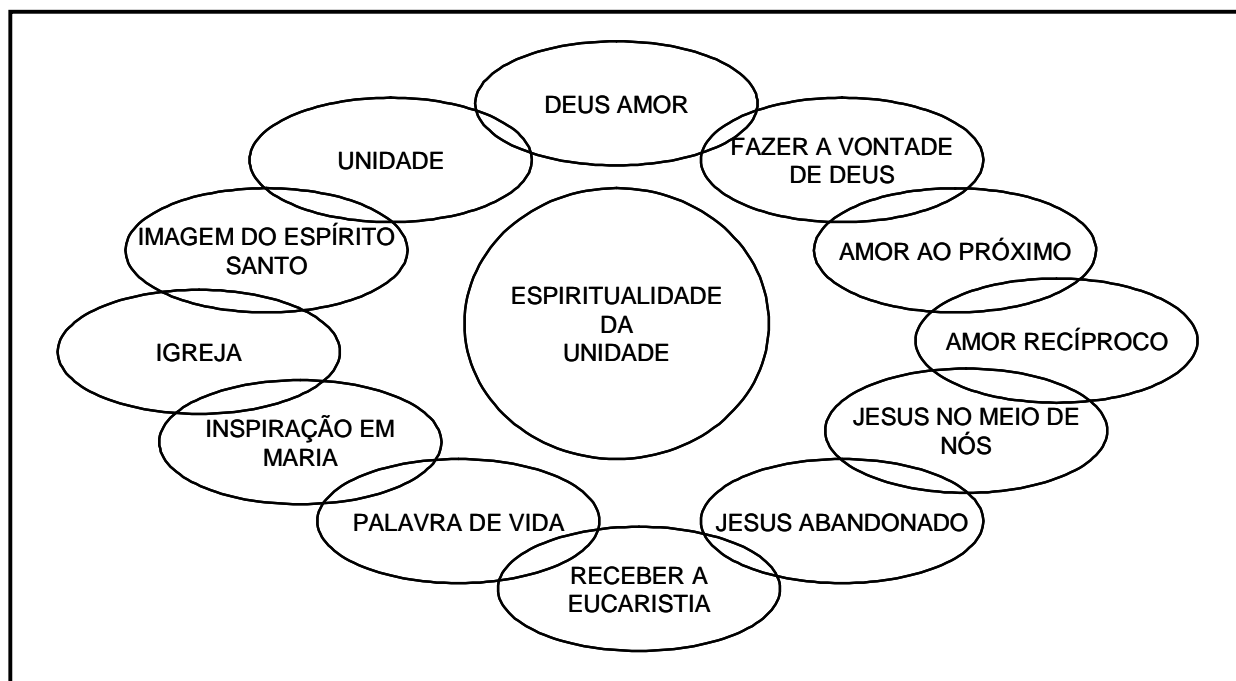 DEUS AMOR
UNIDADE
FAZER A VONTADE
DE DEUS
IMAGEM DO ESPÍRITO
SANTO
AMOR AO PRÓXIMO
ESPIRITUALIDADE
DA
UNIDADE
IGREJA
AMOR RECÍPROCO
INSPIRAÇÃO EM
MARIA
JESUS NO MEIO DE
NÓS
PALAVRA DE VIDA
JESUS ABANDONADO
RECEBER A
EUCARISTIA